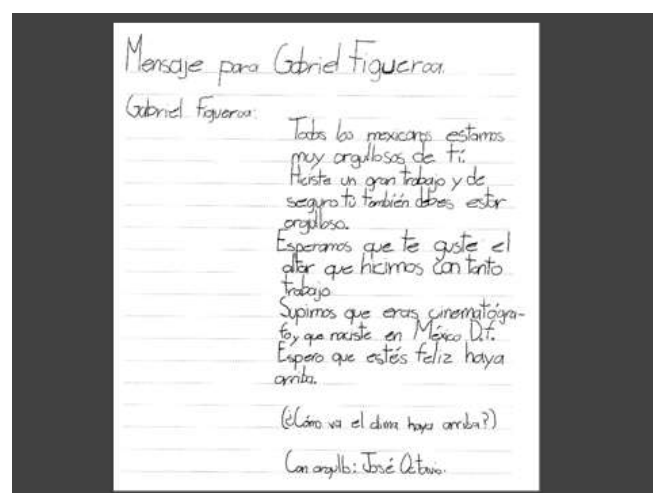 Mensaje para Gabriel Figueroa.
Gabriel Figueroa:
Todos los mexicanos estamos
muy orgullosos de tí.
Hiciste un gran trabajo y de
seguro tú también debes estar
orgulloso.
Esperamos que te guste el
altar que hicimos con tanto
trabajo
Supimos que eras cinematógra-
fo, y que naciste en México D.f.
Espero que estés feliz haya
arriba.
(¿Cómo va el clima haya arriba?)
Con orgullo: José Octavio.